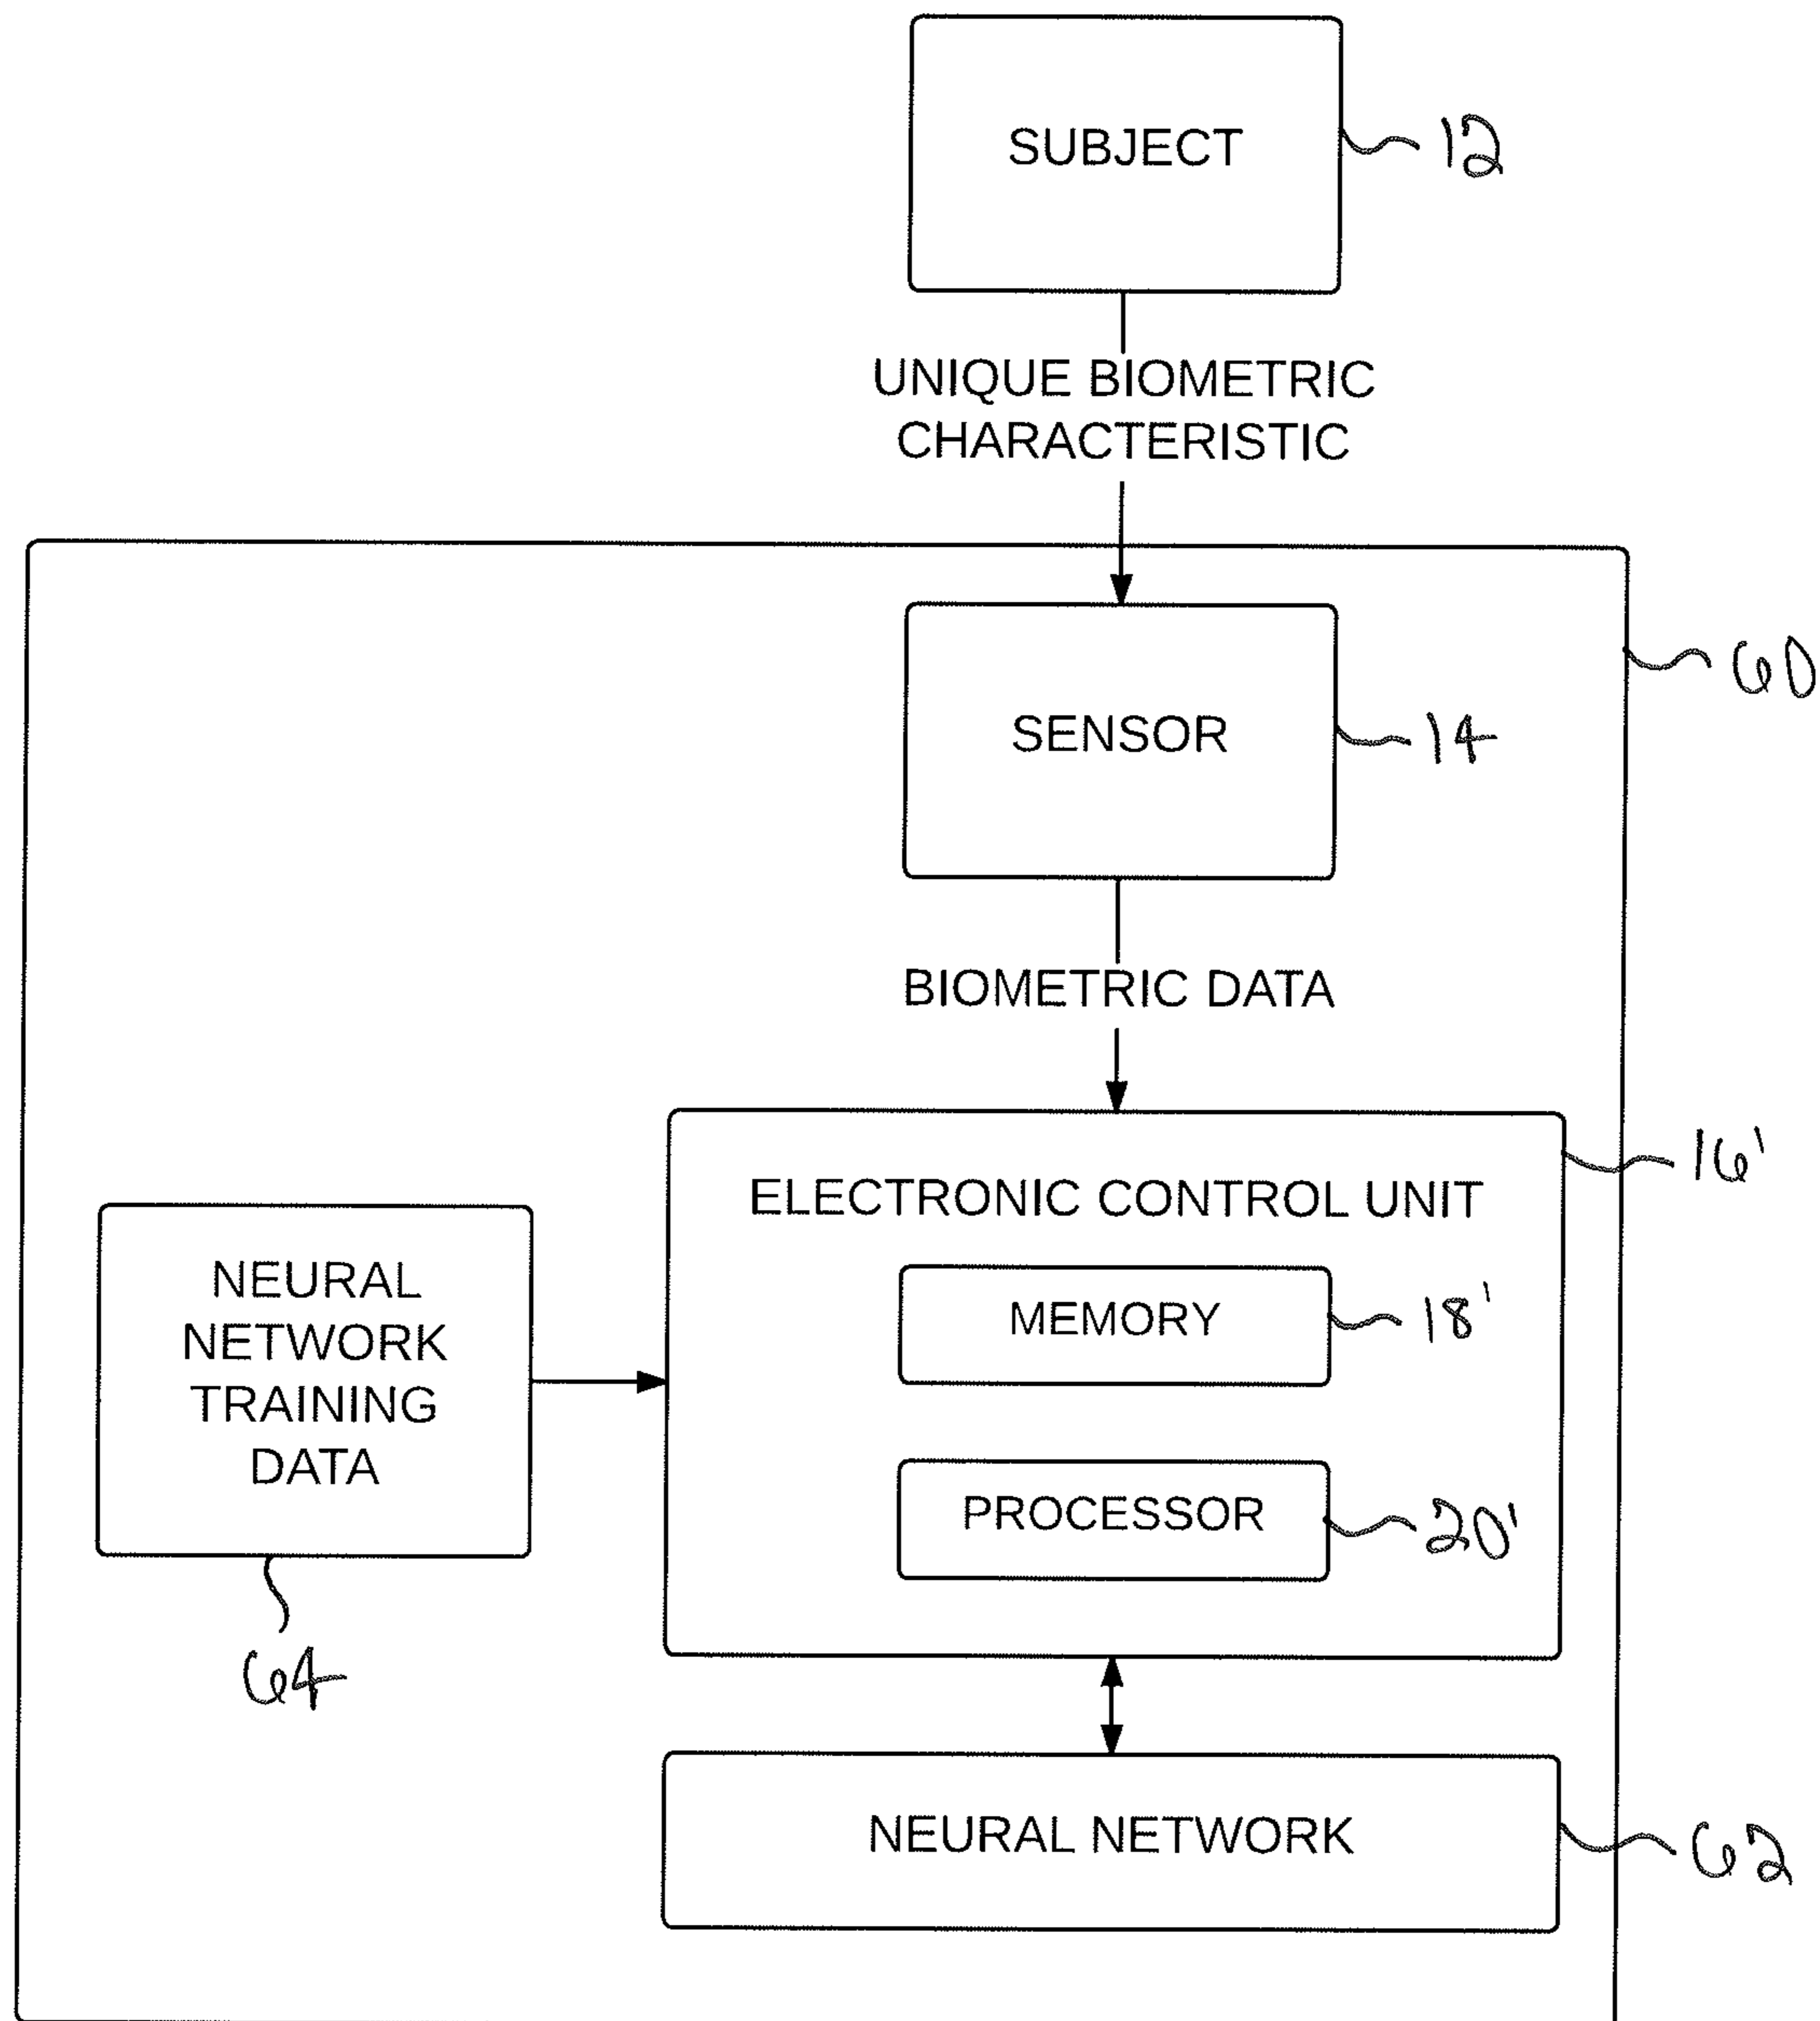 SUBJECT
12
UNIQUE BIOMETRIC
CHARACTERISTIC
60
SENSOR
14
BIOMETRIC DATA
16'
ELECTRONIC CONTROL UNIT
NEURAL
NETWORK
TRAINING
DATA
64
MEMORY
18'
PROCESSOR
20'
NEURAL NETWORK
62